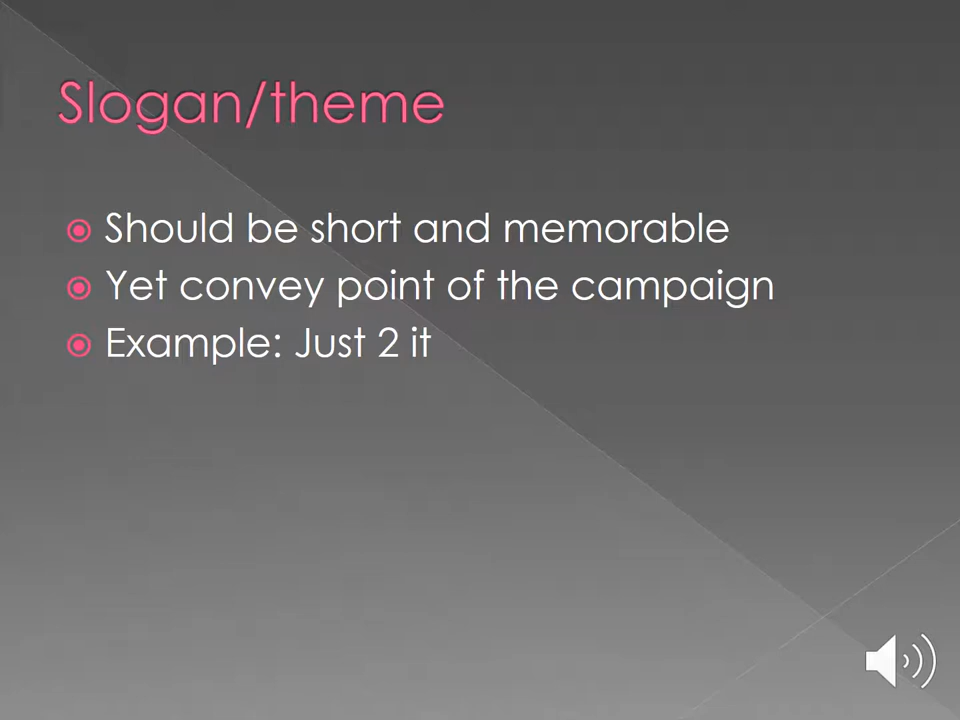 Slogan/theme
Should be short and memorable
Yet convey point of the campaign
Example: Just 2 it